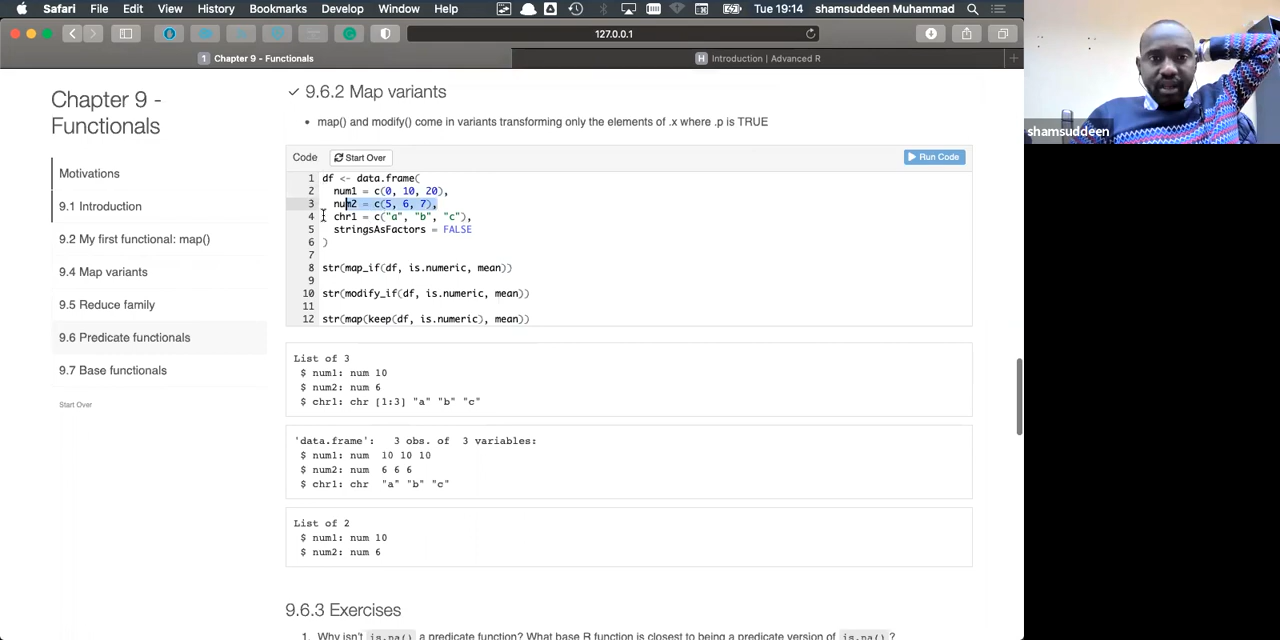 Safari File Edit View History Bookmarks Develop Window Help Tue 19:14 shamsuddeen Muhammad
127.0.0.1
1 Chapter 9 - Functionals
H Introduction | Advanced R
Chapter 9 -
Functionals
Motivations
9.1 Introduction
9.2 My first functional: map()
9.4 Map variants
9.5 Reduce family
9.6 Predicate functionals
9.7 Base functionals
Start Over
9.6.2 Map variants
• map() and modify() come in variants transforming only the elements of .x where .p is TRUE
Code Start Over Run Code
1 df <- data.frame(
2 num1 = c(0, 10, 20),
3 num2 = c(5, 6, 7),
4 chr1 = c("a", "b", "c"),
5 stringsAsFactors = FALSE
6 )
7
8 str(map_if(df, is.numeric, mean))
9
10 str(modify_if(df, is.numeric, mean))
11
12 str(map(keep(df, is.numeric), mean))
List of 3
$ num1: num 10
$ num2: num 6
$ chr1: chr [1:3] "a" "b" "c"
'data.frame': 3 obs. of 3 variables:
$ num1: num 10 10 10
$ num2: num 6 6 6
$ chr1: chr "a" "b" "c"
List of 2
$ num1: num 10
$ num2: num 6
9.6.3 Exercises
1. Why isn't is.na() a predicate function? What base R function is closest to being a predicate version of is.na()?
shamsuddeen